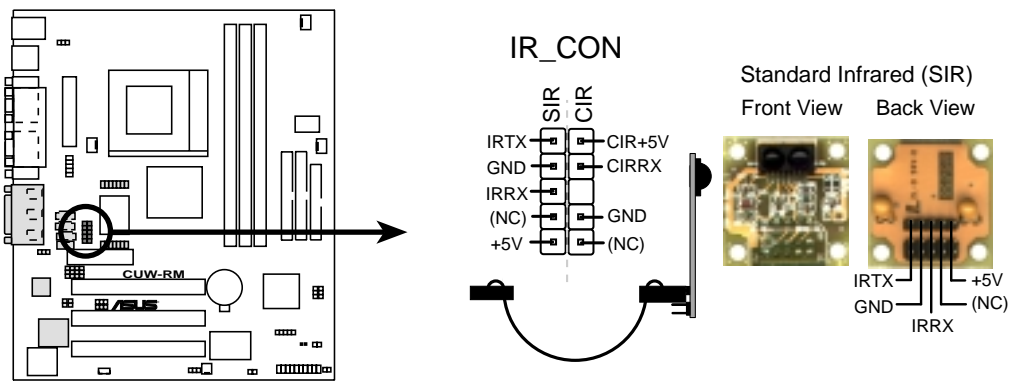 CUW-RM
ASUS
IR_CON
SIR
CIR
IRTX
CIR+5V
GND
CIRRX
IRRX
(NC)
GND
+5V
(NC)
Standard Infrared (SIR)
Front View
Back View
IRTX
+5V
GND
(NC)
IRRX